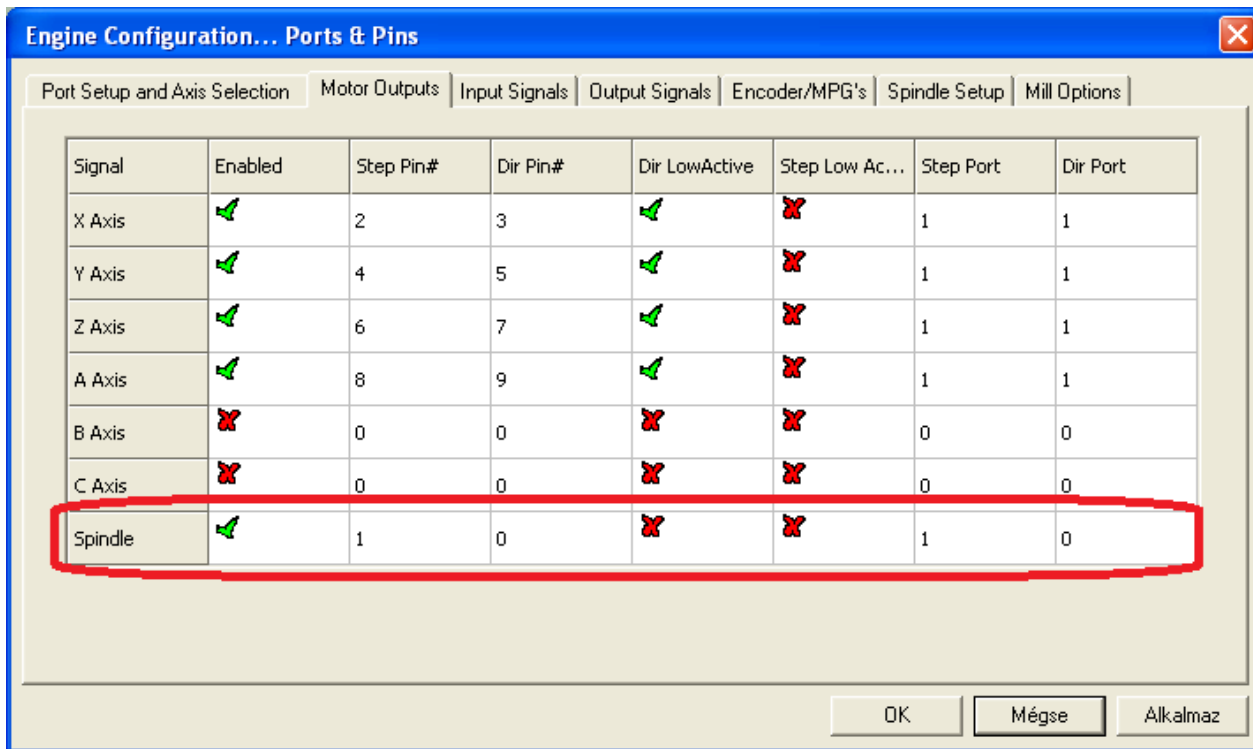 Engine Configuration... Ports & Pins
Port Setup and Axis Selection Motor Outputs Input Signals Output Signals Encoder/MPG's Spindle Setup Mill Options
Signal Enabled Step Pin# Dir Pin# Dir LowActive Step Low Ac... Step Port Dir Port
X Axis 2 3 1 1
Y Axis 4 5 1 1
Z Axis 6 7 1 1
A Axis 8 9 1 1
B Axis 0 0 0 0
C Axis 0 0 0 0
Spindle 1 0 1 0
OK Mégse Alkalmaz